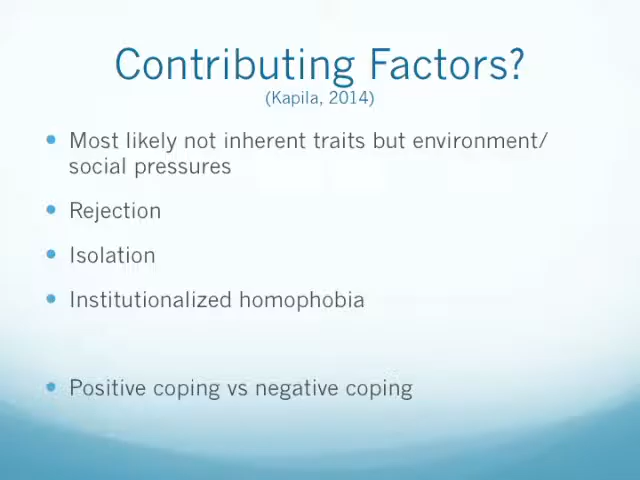 Contributing Factors?
(Kapila, 2014)
Most likely not inherent traits but environment/
social pressures
Rejection
Isolation
Institutionalized homophobia
Positive coping vs negative coping